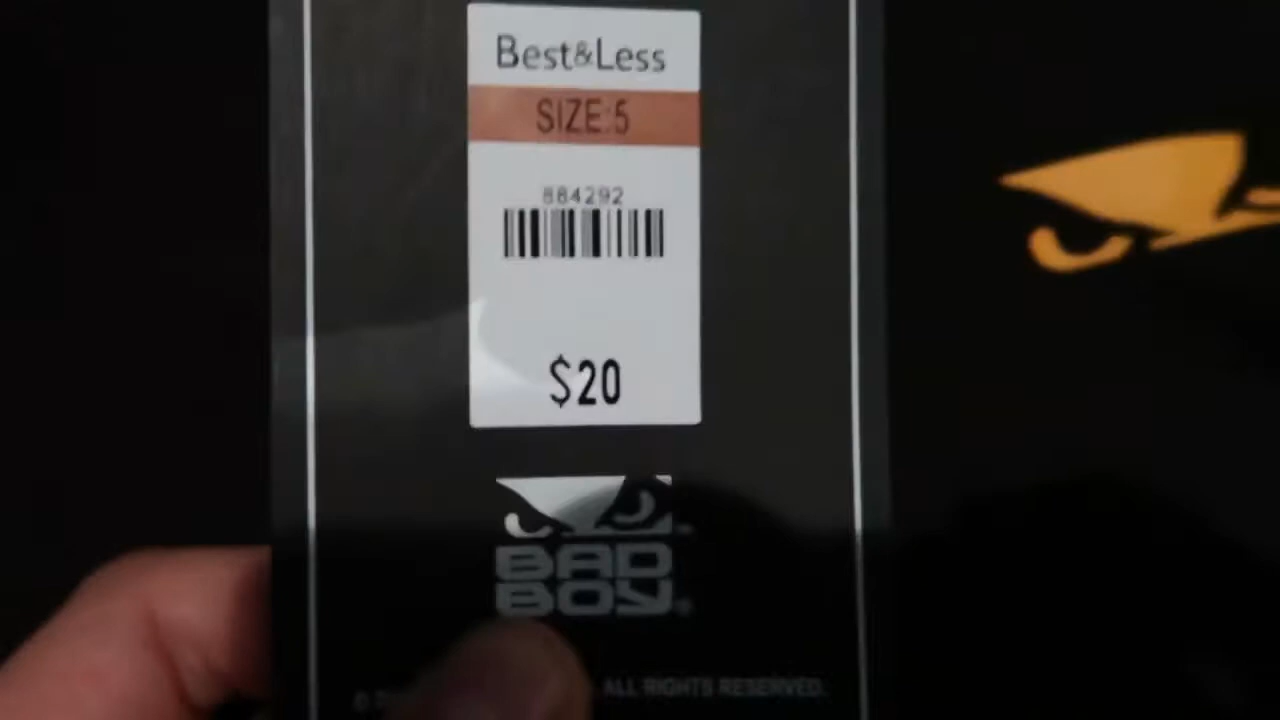 Best&Less
SIZE:5
884292
$20
BAD
BOY®
ALL RIGHTS RESERVED.